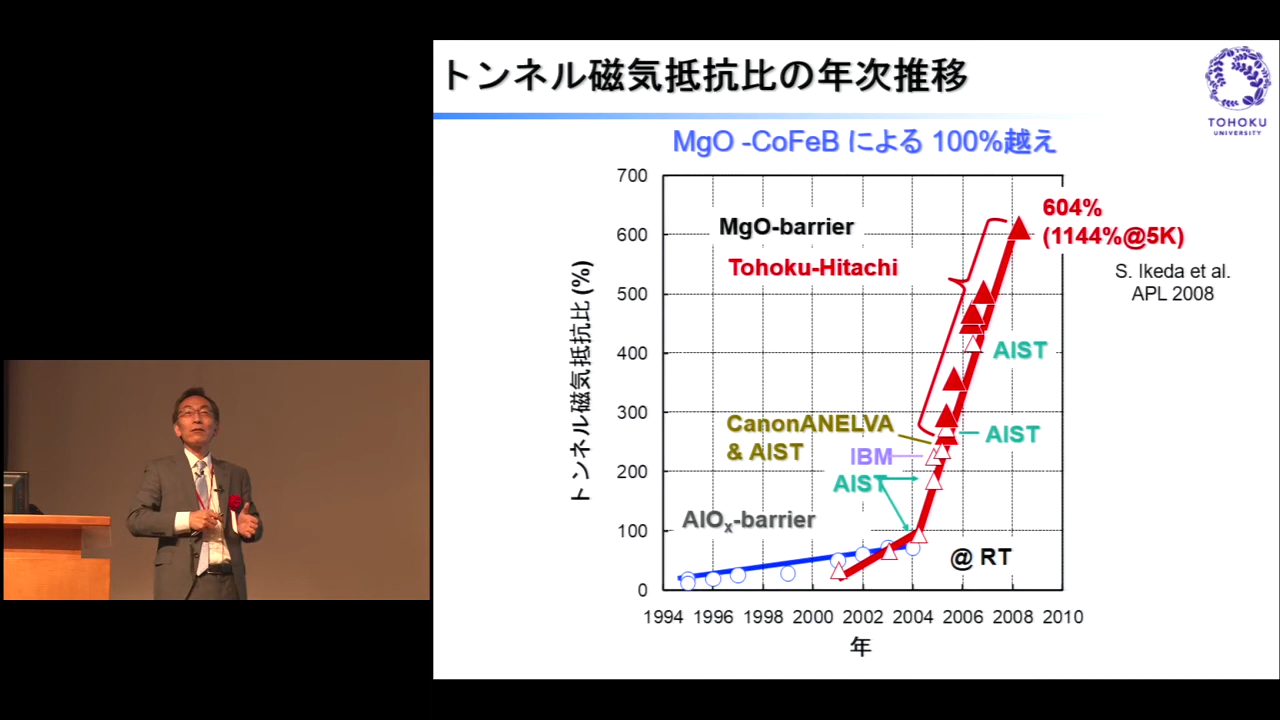 トンネル磁気抵抗比の年次推移
TOHOKU
UNIVERSITY
MgO -CoFeB による 100%越え
700
600
500
400
300
200
100
0
トンネル磁気抵抗比 (%)
MgO-barrier
Tohoku-Hitachi
604%
(1144%@5K)
S. Ikeda et al.
APL 2008
AIST
CanonANELVA
& AIST
AIST
IBM
AIST
AlOx-barrier
@ RT
1994 1996 1998 2000 2002 2004 2006 2008 2010
年